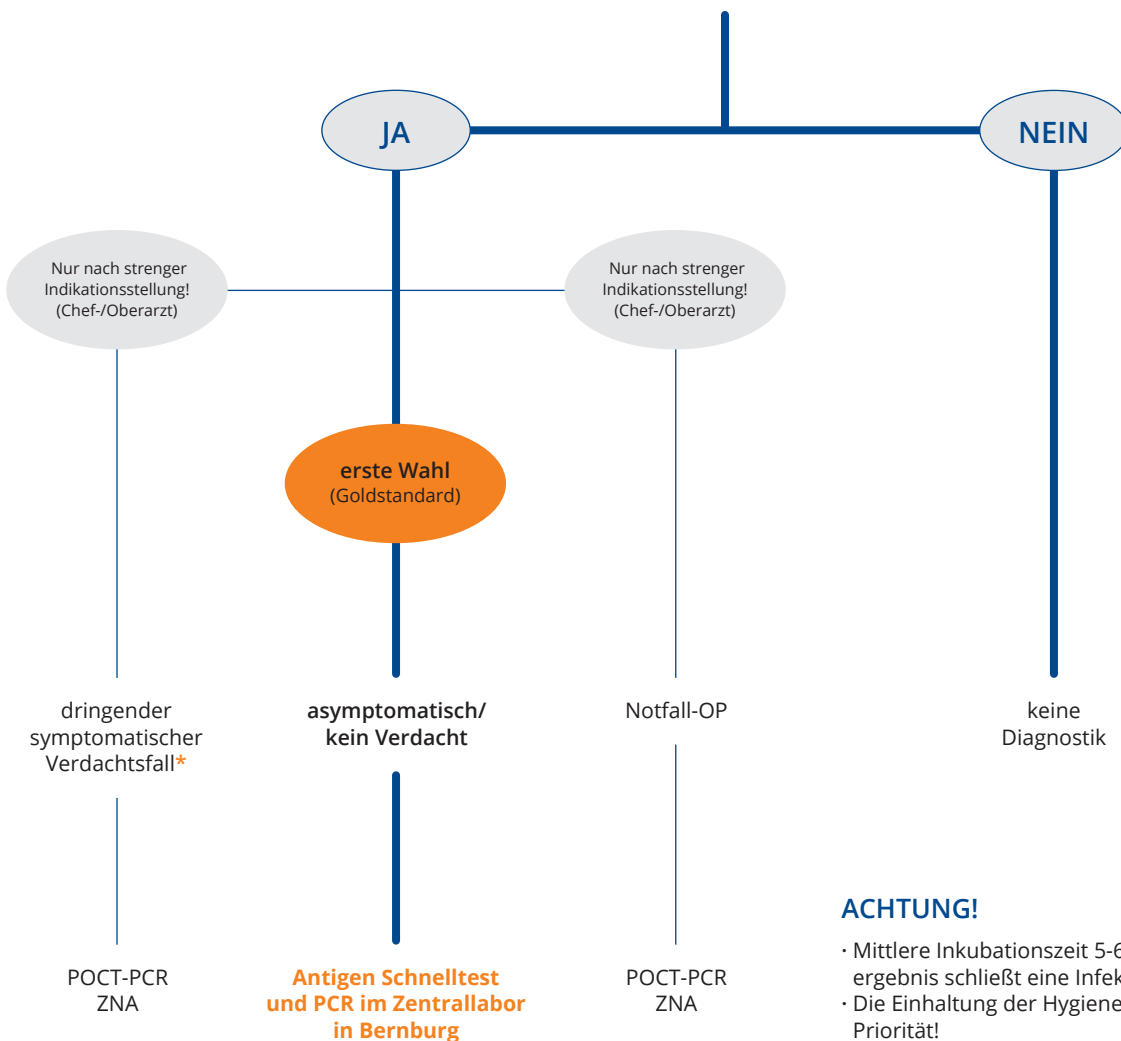 JA
NEIN
Nur nach strenger
Indikationsstellung!
(Chef-/Oberarzt)
Nur nach strenger
Indikationsstellung!
(Chef-/Oberarzt)
erste Wahl
(Goldstandard)
dringender
symptomatischer
Verdachtsfall*
asymptomatisch/
kein Verdacht
Notfall-OP
keine
Diagnostik
POCT-PCR
ZNA
Antigen Schnelltest
und PCR im Zentrallabor
in Bernburg
POCT-PCR
ZNA
ACHTUNG!
· Mittlere Inkubationszeit 5-6
ergebnis schließt eine Infek
· Die Einhaltung der Hygiene
Priorität!